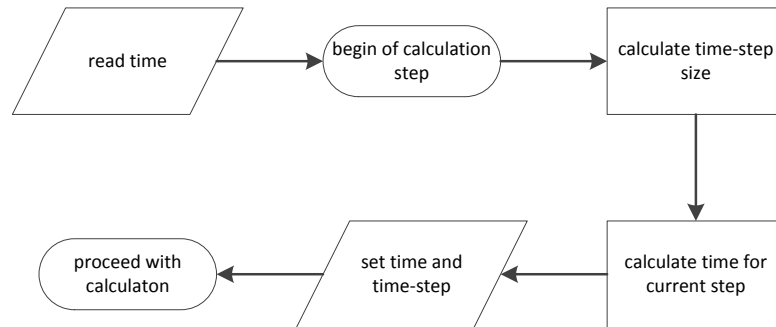 read time
begin of calculation
step
calculate time-step
size
calculate time for
current step
set time and
time-step
proceed with
calculaton